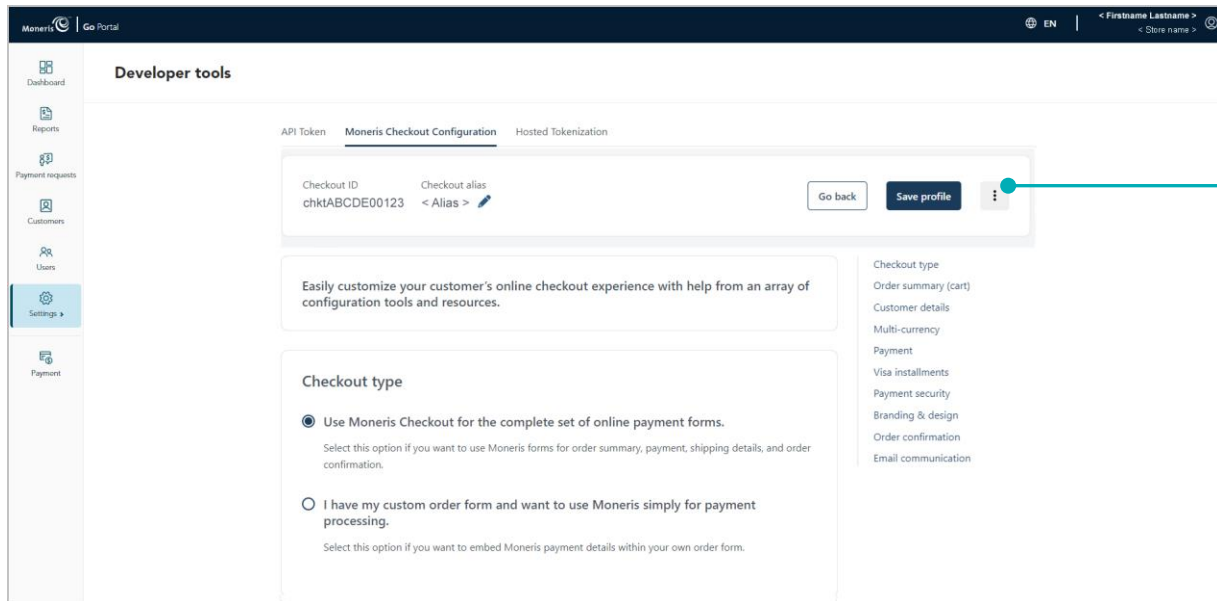 Moneris Go Portal
EN
< Firstname Lastname >
< Store name >
Dashboard
Reports
Payment requests
Customers
Users
Settings
Payment
Developer tools
API Token Moneris Checkout Configuration Hosted Tokenization
Checkout ID Checkout alias
chktABCDE00123 < Alias >
Go back Save profile
Easily customize your customer's online checkout experience with help from an array of
configuration tools and resources.
Checkout type
Use Moneris Checkout for the complete set of online payment forms.
Select this option if you want to use Moneris forms for order summary, payment, shipping details, and order
confirmation.
I have my custom order form and want to use Moneris simply for payment
processing.
Select this option if you want to embed Moneris payment details within your own order form.
Checkout type
Order summary (cart)
Customer details
Multi-currency
Payment
Visa installments
Payment security
Branding & design
Order confirmation
Email communication